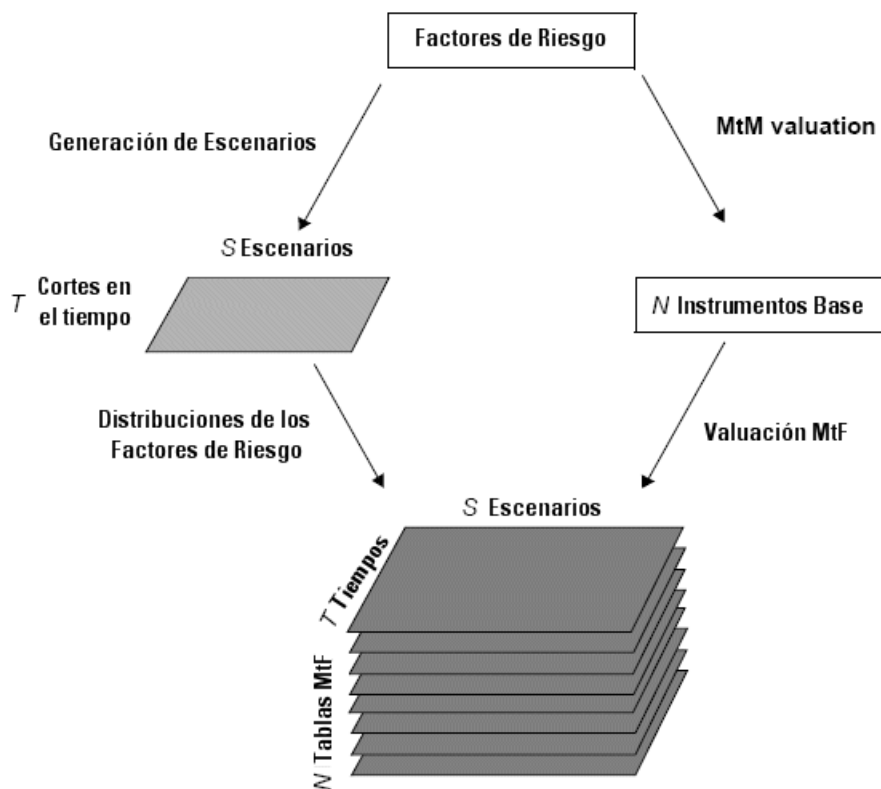 Factores de Riesgo
Generación de Escenarios
MtM valuation
S Escenarios
T Cortes en
el tiempo
N Instrumentos Base
Distribuciones de los
Factores de Riesgo
Valuación MtF
S Escenarios
T Tiempos
N Tablas MtF